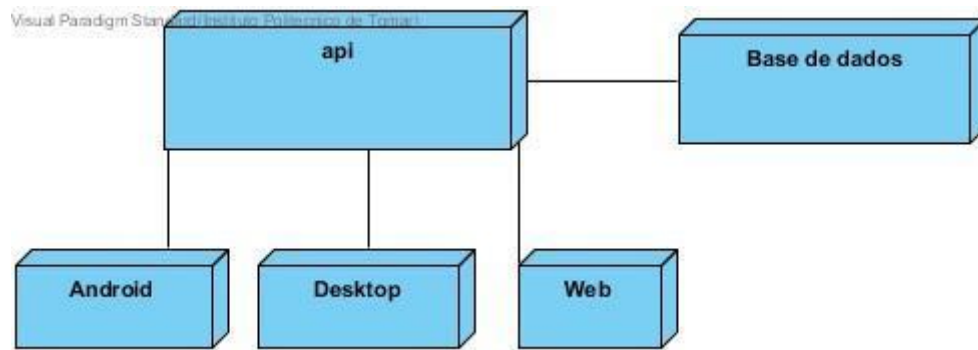 Visual Paradigm Standard(Instituto Politecnico de Tomar)
api
Base de dados
Android
Desktop
Web